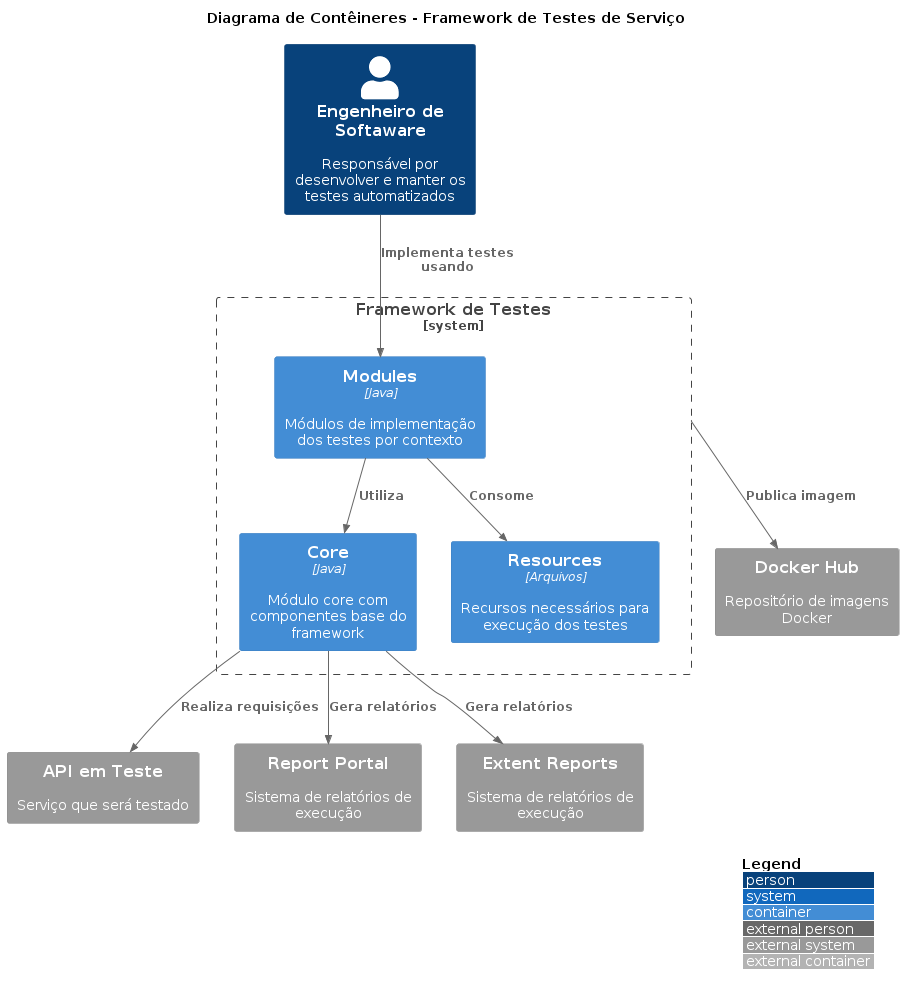 Diagrama de Contêineres - Framework de Testes de Serviço
Engenheiro de
Softaware
Responsável por
desenvolver e manter os
testes automatizados
Implementa testes
usando
Framework de Testes
[system]
Modules
[Java]
Módulos de implementação
dos testes por contexto
Utiliza
Consome
Publica imagem
Core
[Java]
Módulo core com
componentes base do
framework
Resources
[Arquivos]
Recursos necessários para
execução dos testes
Docker Hub
Repositório de imagens
Docker
Realiza requisições
Gera relatórios
Gera relatórios
API em Teste
Serviço que será testado
Report Portal
Sistema de relatórios de
execução
Extent Reports
Sistema de relatórios de
execução
Legend
person
system
container
external person
external system
external container